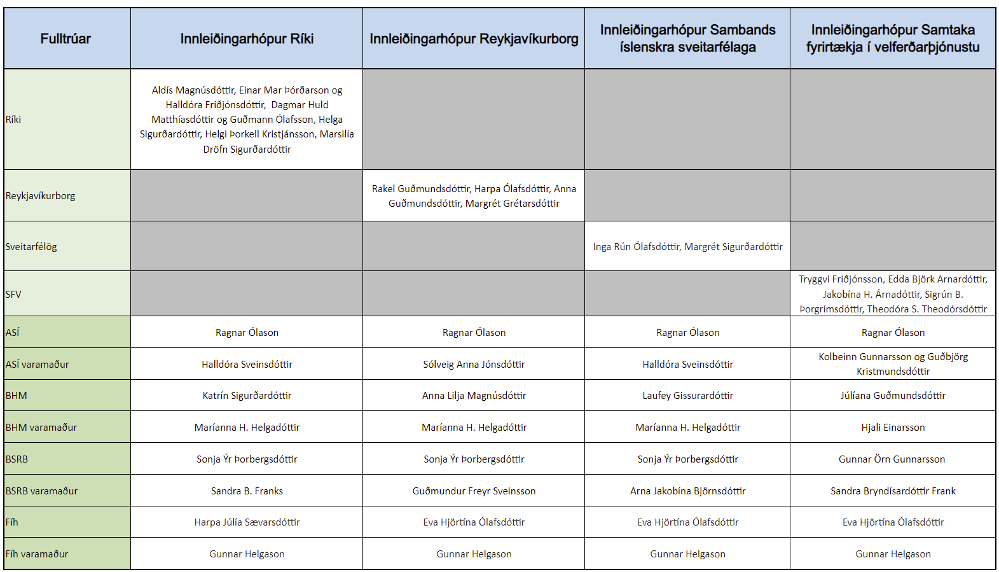 Fulltrúar
Innleiðingarhópur Ríki
Innleiðingarhópur Reykjavíkurborg
Innleiðingarhópur Sambands
íslenskra sveitarfélaga
Innleiðingarhópur Samtaka
fyrirtækja í velferðarþjónustu
Ríki
Aldís Magnúsdóttir, Einar Mar Þórðarson og
Halldóra Friðjónsdóttir,  Dagmar Huld
Matthíasdóttir og Guðmann Ólafsson, Helga
Sigurðardóttir, Helgi Þorkell Kristjánsson, Marsilía
Dröfn Sigurðardóttir
Reykjavíkurborg
Rakel Guðmundsdóttir, Harpa Ólafsdóttir, Anna
Guðmundsdóttir, Margrét Grétarsdóttir
Sveitarfélög
Inga Rún Ólafsdóttir, Margrét Sigurðardóttir
SFV
Tryggvi Friðjónsson, Edda Björk Arnardóttir,
Jakobína H. Árnadóttir, Sigrún B.
Þorgrímsdóttir, Theodóra S. Theodórsdóttir
ASÍ
Ragnar Ólason
Ragnar Ólason
Ragnar Ólason
Ragnar Ólason
ASÍ varamaður
Halldóra Sveinsdóttir
Sólveig Anna Jónsdóttir
Halldóra Sveinsdóttir
Kolbeinn Gunnarsson og Guðbjörg
Kristmundsdóttir
BHM
Katrín Sigurðardóttir
Anna Lilja Magnúsdóttir
Laufey Gissurardóttir
Júlíana Guðmundsdóttir
BHM varamaður
Maríanna H. Helgadóttir
Maríanna H. Helgadóttir
Maríanna H. Helgadóttir
Hjali Einarsson
BSRB
Sonja Ýr Þorbergsdóttir
Sonja Ýr Þorbergsdóttir
Sonja Ýr Þorbergsdóttir
Gunnar Örn Gunnarsson
BSRB varamaður
Sandra B. Franks
Guðmundur Freyr Sveinsson
Arna Jakobína Björnsdóttir
Sandra Bryndísardóttir Frank
Fíh
Harpa Júlía Sævarsdóttir
Eva Hjörtína Ólafsdóttir
Eva Hjörtína Ólafsdóttir
Eva Hjörtína Ólafsdóttir
Fíh varamaður
Gunnar Helgason
Gunnar Helgason
Gunnar Helgason
Gunnar Helgason